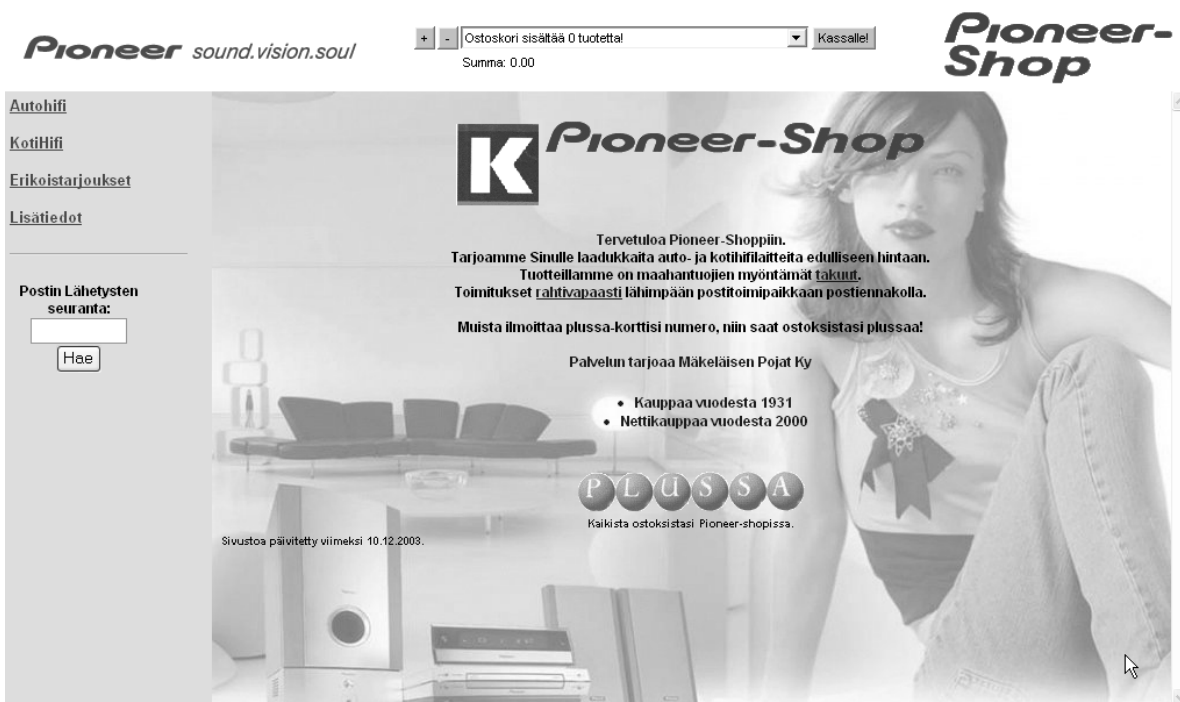 Pioneer sound.vision.soul
+ - Ostoskori sisältää 0 tuotetta! Kassalle!
Summa: 0.00
Pioneer-
Shop
Autohifi
KotiHifi
Erikoistarjoukset
Lisätiedot
Postin Lähetysten
seuranta:
Hae
K Pioneer-Shop
Tervetuloa Pioneer-Shoppiin.
Tarjoamme Sinulle laadukkaita auto- ja kotihifilaitteita edulliseen hintaan.
Tuotteillamme on maahantuojien myöntämät takuut.
Toimitukset rahtivapaasti lähimpään postitoimipaikkaan postiennakolla.
Muista ilmoittaa plussa-korttisi numero, niin saat ostoksistasi plussaa!
Palvelun tarjoaa Mäkeläisen Pojat Ky
• Kauppaa vuodesta 1931
• Nettikauppaa vuodesta 2000
PLUSSA
Kaikista ostoksistasi Pioneer-shopissa.
Sivustoa päivitetty viimeksi 10.12.2003.